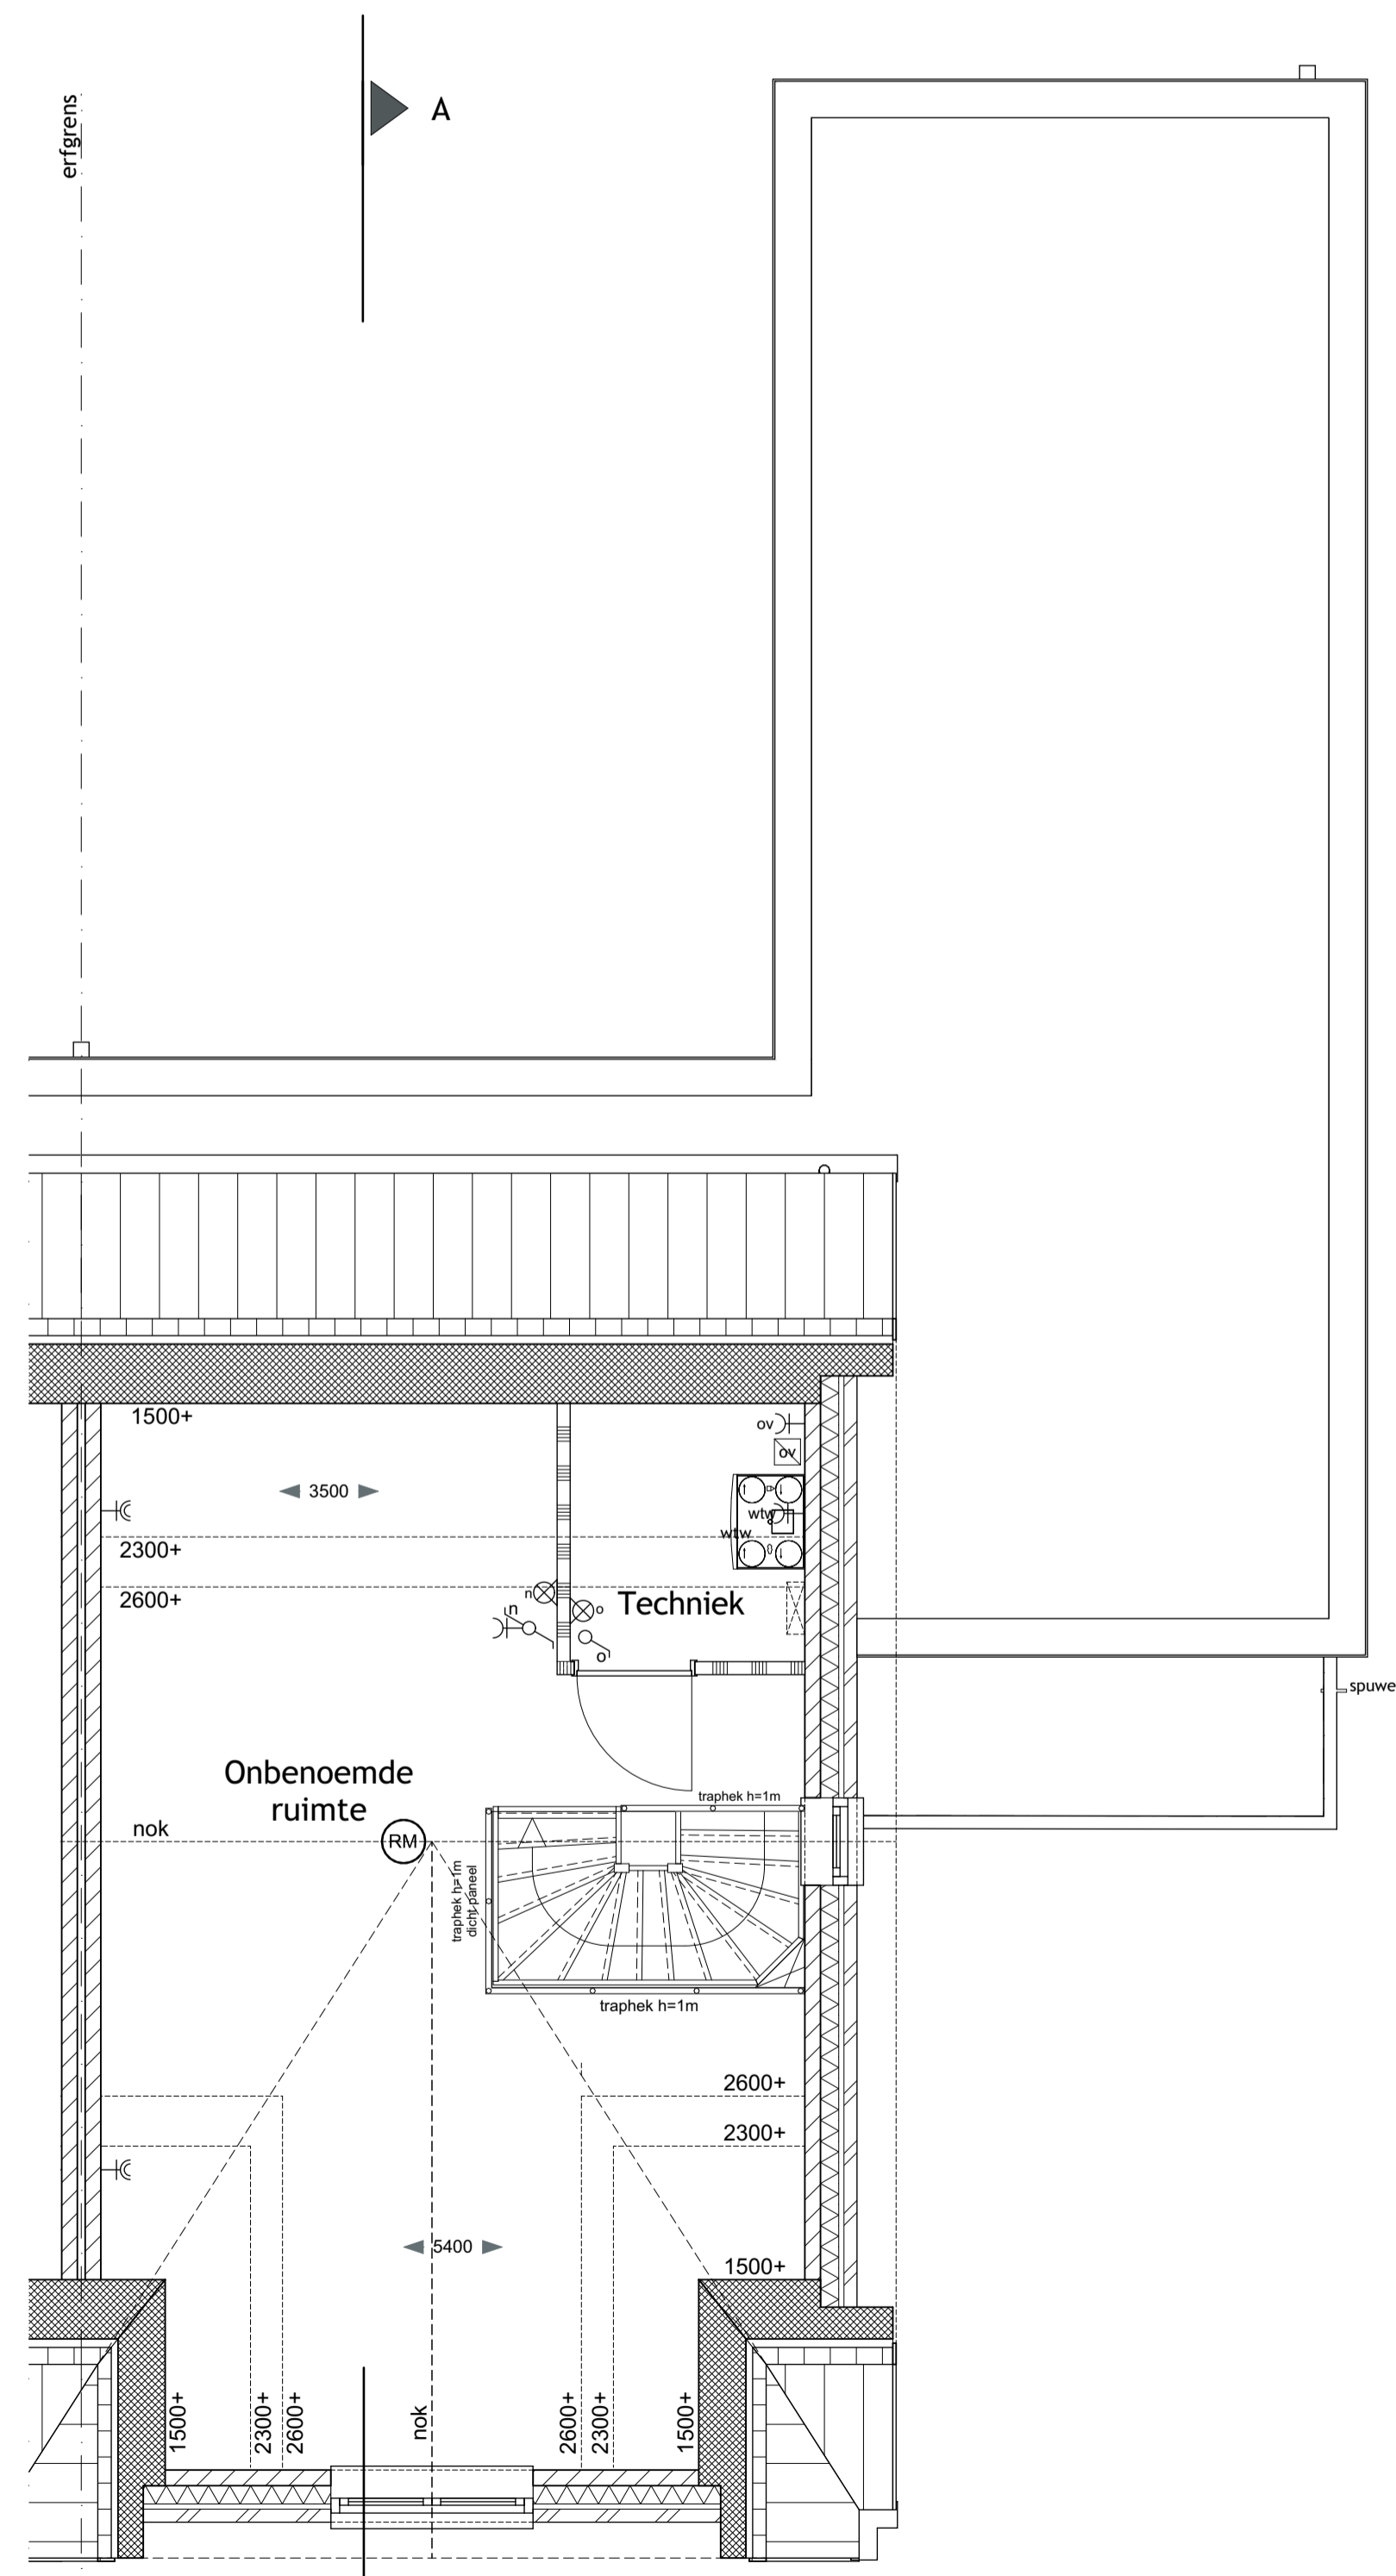 erfgrens
A
1500+
ov
ov
3500
wtw
2300+
wtw
2600+
n
o
Techniek
n
o
spuwe
Onbenoemde
ruimte
traphek h=1m
nok
RM
traphek h=1m
dicht paneel
traphek h=1m
2600+
2300+
5400
1500+
1500+
2300+
2600+
nok
2600+
2300+
1500+